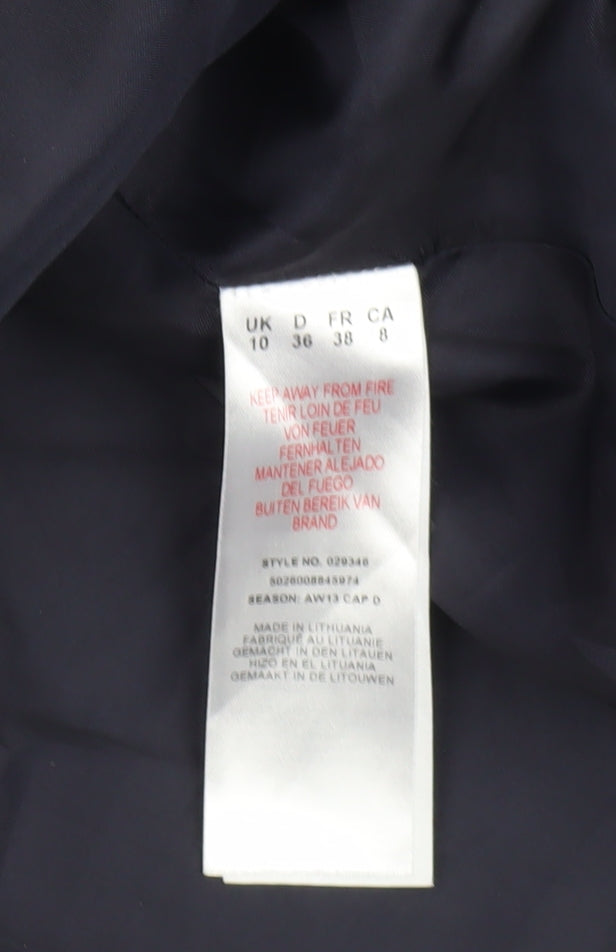 UK D FR CA
10 36 38 8
KEEP AWAY FROM FIRE
TENIR LOIN DE FEU
VON FEUER
FERNHALTEN
MANTENER ALEJADO
DEL FUEGO
BUITEN BEREIK VAN
BRAND
STYLE NO. 029346
5026008845974
SEASON: AW13 CAP D
MADE IN LITHUANIA
FABRIQUÉ AU LITUANIE
GEMACHT IN DEN LITAUEN
HIZO EN EL LITUANIA
GEMAAKT IN DE LITOUWEN